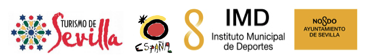 TURISMO DE
Sevilla
ESPAÑA
IMD
Instituto Municipal
de Deportes
NO8DO
AYUNTAMIENTO
DE SEVILLA